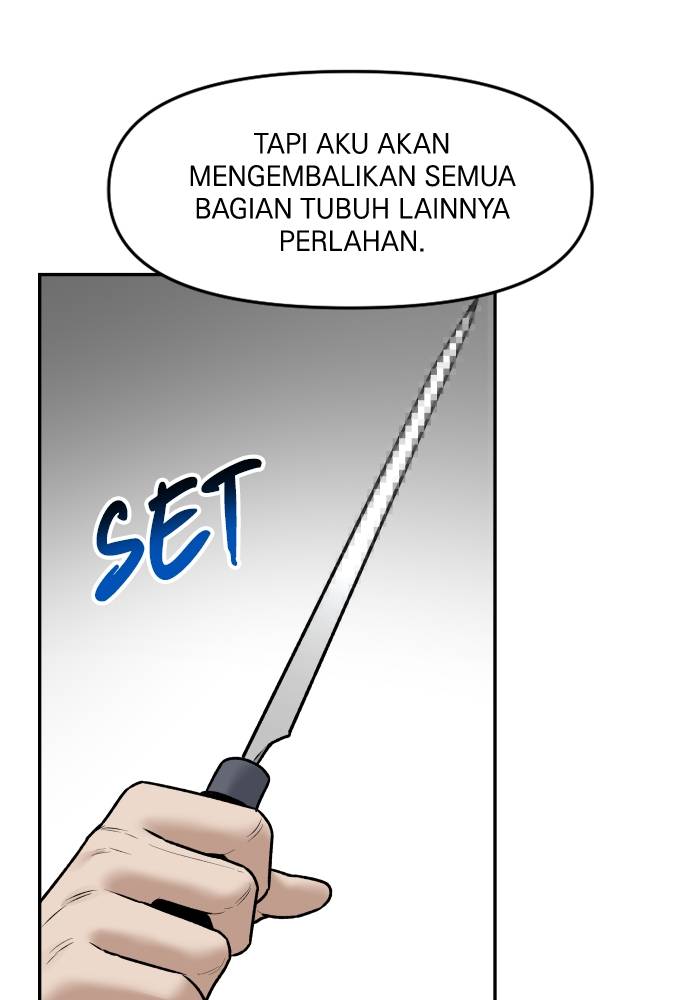 TAPI AKU AKAN
MENGEMBALIKAN SEMUA
BAGIAN TUBUH LAINNYA
PERLAHAN.
SET